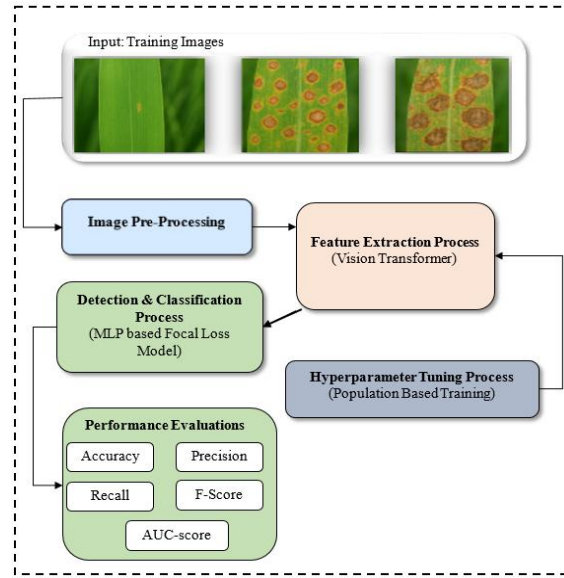 Input: Training Images
Image Pre-Processing
Feature Extraction Process
(Vision Transformer)
Detection & Classification
Process
(MLP based Focal Loss
Model)
Hyperparameter Tuning Process
(Population Based Training)
Performance Evaluations
Accuracy
Precision
Recall
F-Score
AUC-score